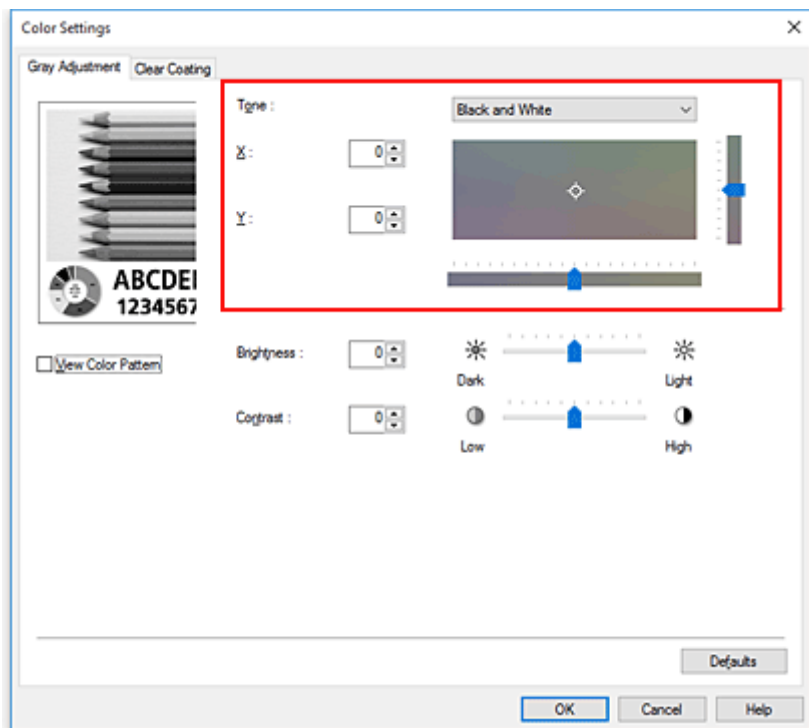 Color Settings
Gray Adjustment
Clear Coating
Tone :
Black and White
X :
0
Y :
0
ABCDE
1234567
View Color Pattern
Brightness :
0
Dark
Light
Contrast :
0
Low
High
Defaults
OK
Cancel
Help